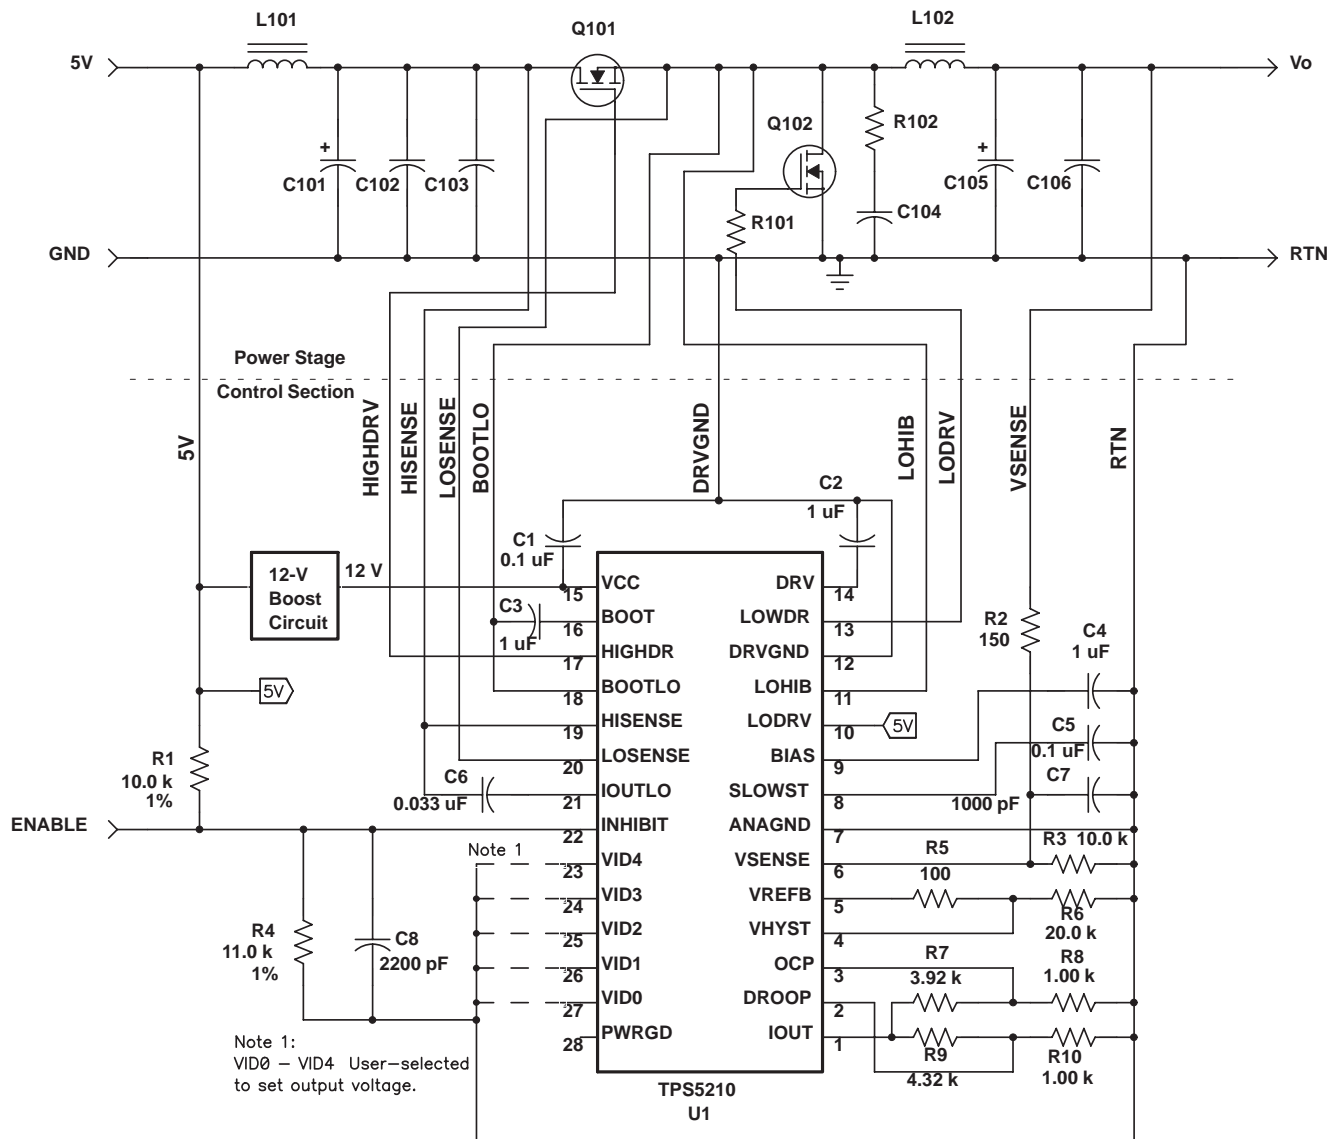 L101
Q101
L102
5V
Vo
Q102
R102
+
C101
C102
C103
+
C105
C106
C104
R101
GND
RTN
Power Stage
Control Section
5V
HIGHDRV
HISENSE
LOSENSE
BOOTLO
DRVGND
LOHIB
LODRV
VSENSE
RTN
C2
1 uF
C1
0.1 uF
12-V
Boost
Circuit
12 V
C3
1 uF
15 VCC
16 BOOT
17 HIGHDR
18 BOOTLO
19 HISENSE
20 LOSENSE
21 IOUTLO
22 INHIBIT
23 VID4
24 VID3
25 VID2
26 VID1
27 VID0
28 PWRGD
DRV 14
LOWDR 13
DRVGND 12
LOHIB 11
LODRV 10
BIAS 9
SLOWST 8
ANAGND 7
VSENSE 6
VREFB 5
VHYST 4
OCP 3
DROOP 2
IOUT 1
R2
150
C4
1 uF
5V
5V
C5
0.1 uF
R1
10.0 k
1%
C6
0.033 uF
C7
1000 pF
ENABLE
Note 1
R5
100
R3 10.0 k
R4
11.0 k
1%
C8
2200 pF
R6
20.0 k
R7
3.92 k
R8
1.00 k
R9
4.32 k
R10
1.00 k
Note 1:
VID0 – VID4 User–selected
to set output voltage.
TPS5210
U1